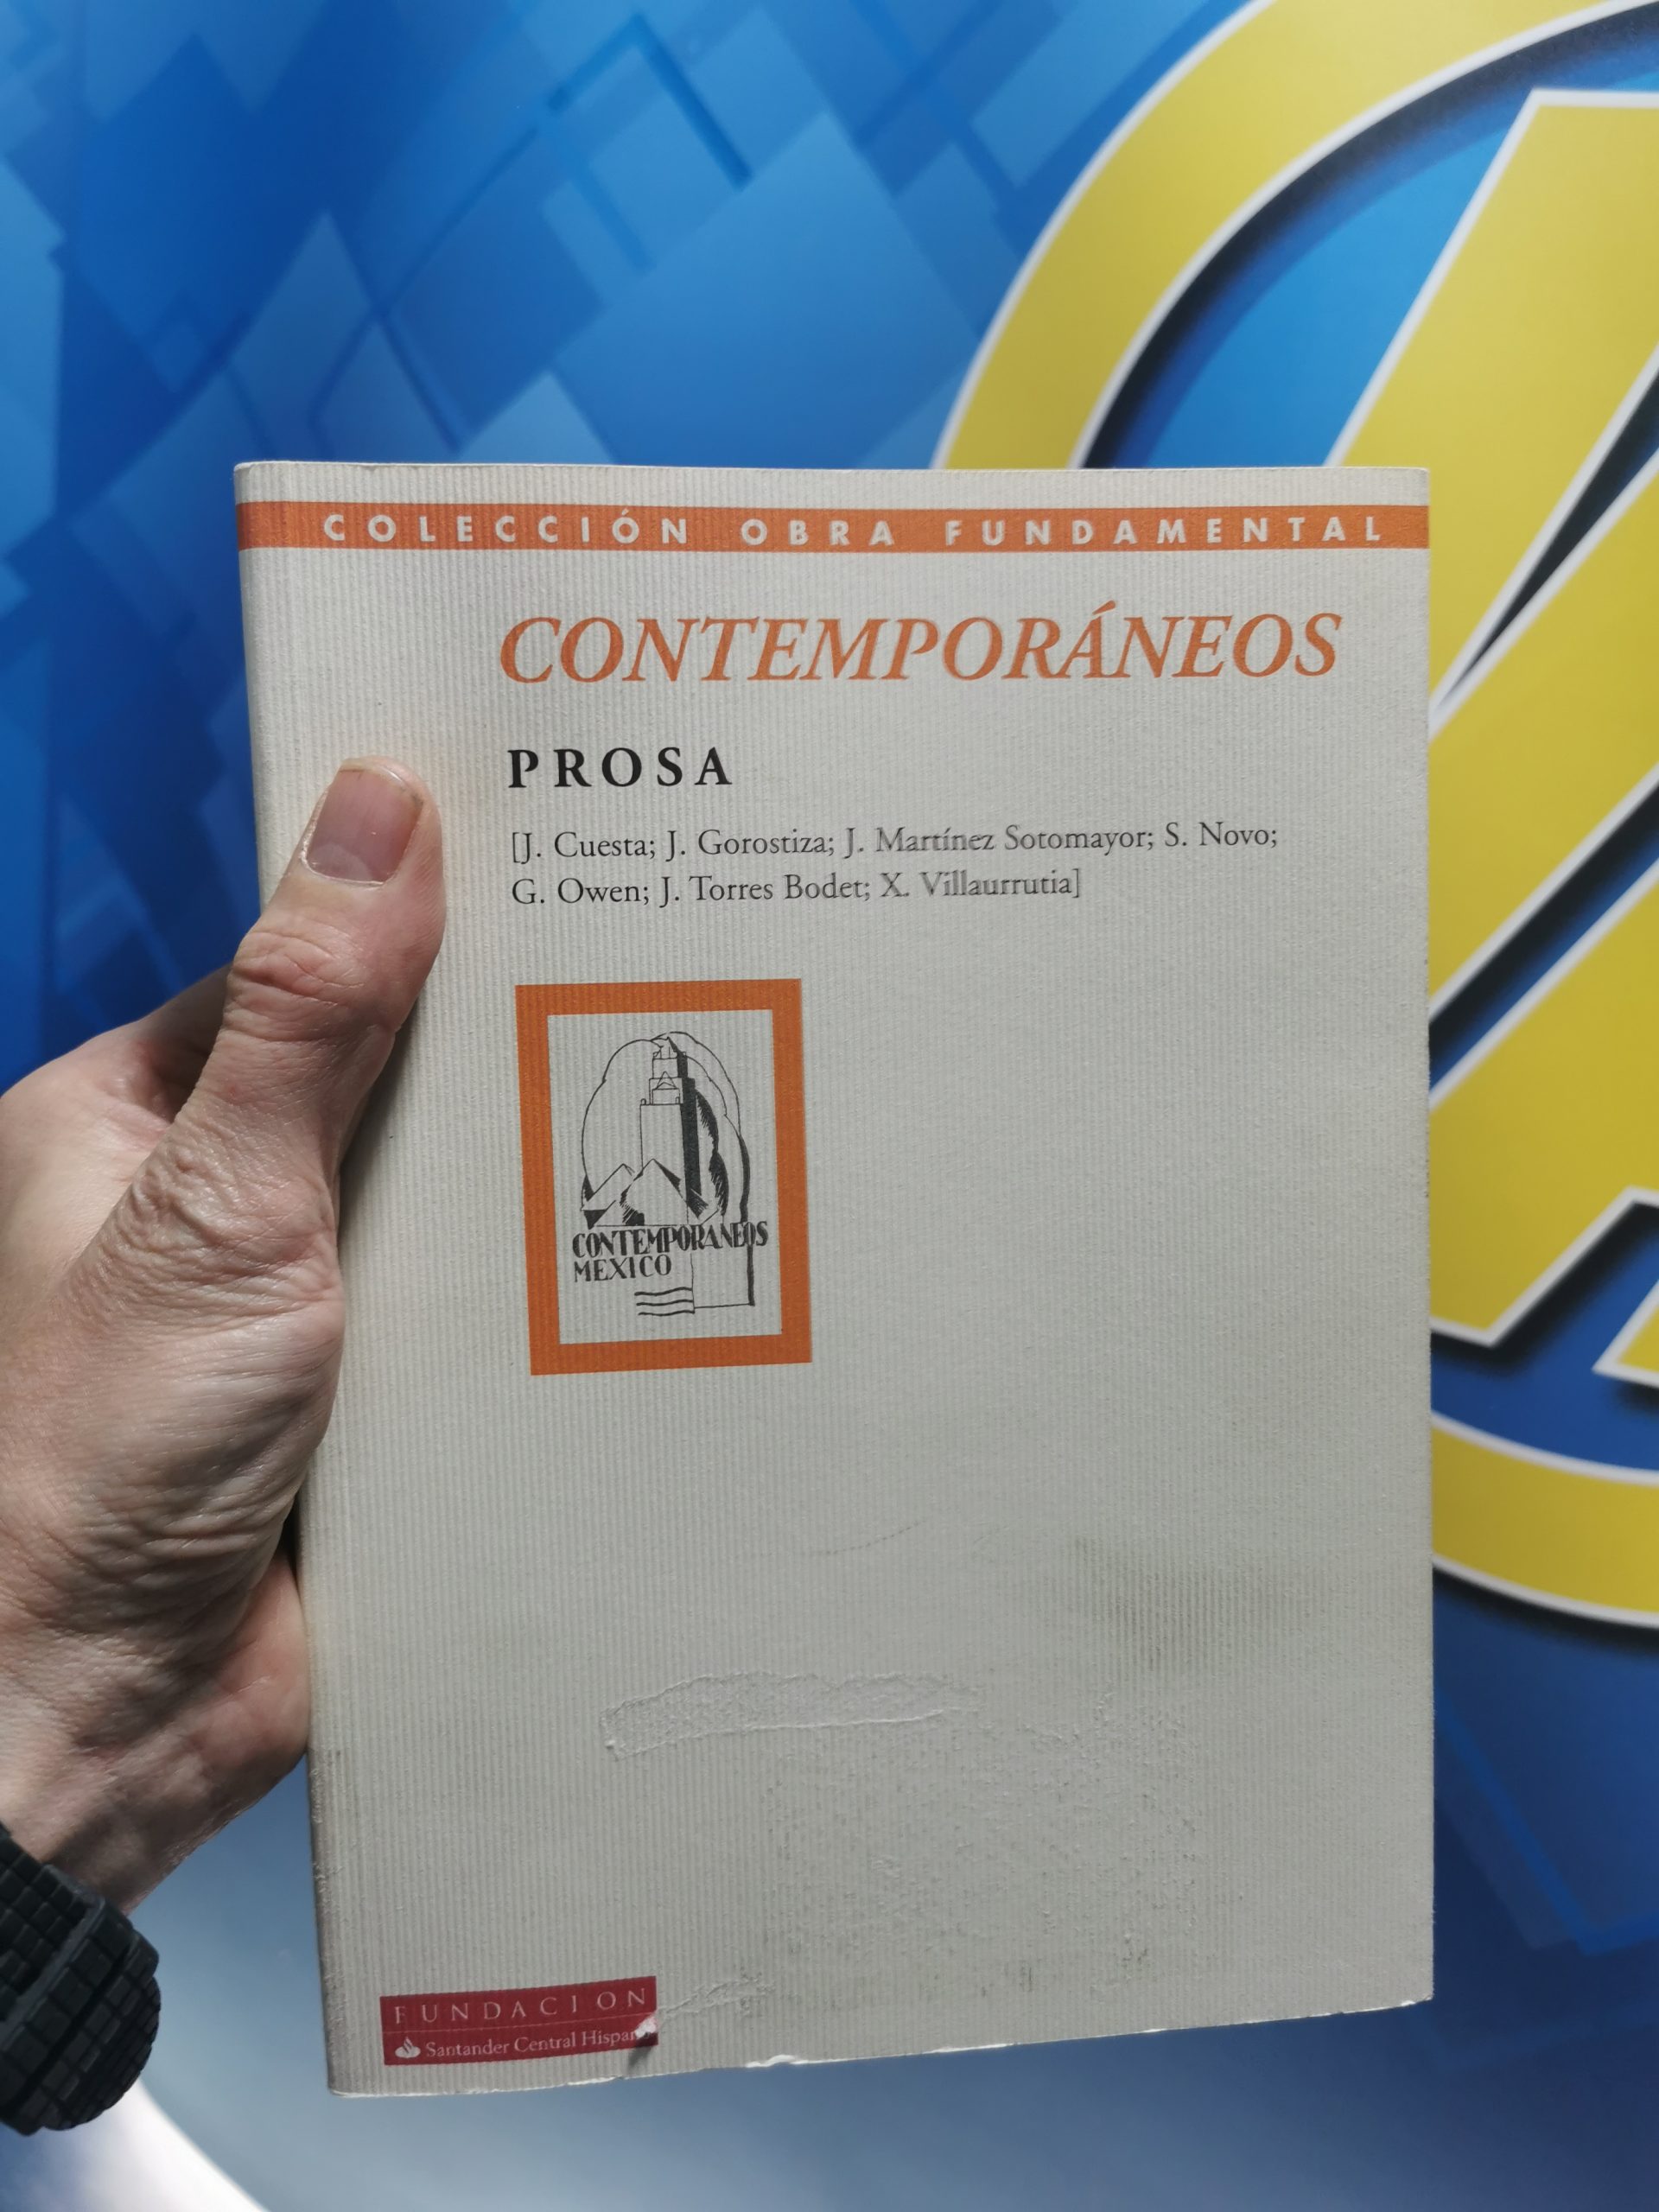 COLECCIÓN OBRA FUNDAMENTAL
CONTEMPORÁNEOS
PROSA
[J. Cuesta; J. Gorostiza; J. Martínez Sotomayor; S. Novo;
G. Owen; J. Torres Bodet; X. Villaurrutia]
CONTEMPORANEOS
MEXICO
FUNDACION
Santander Central Hispano